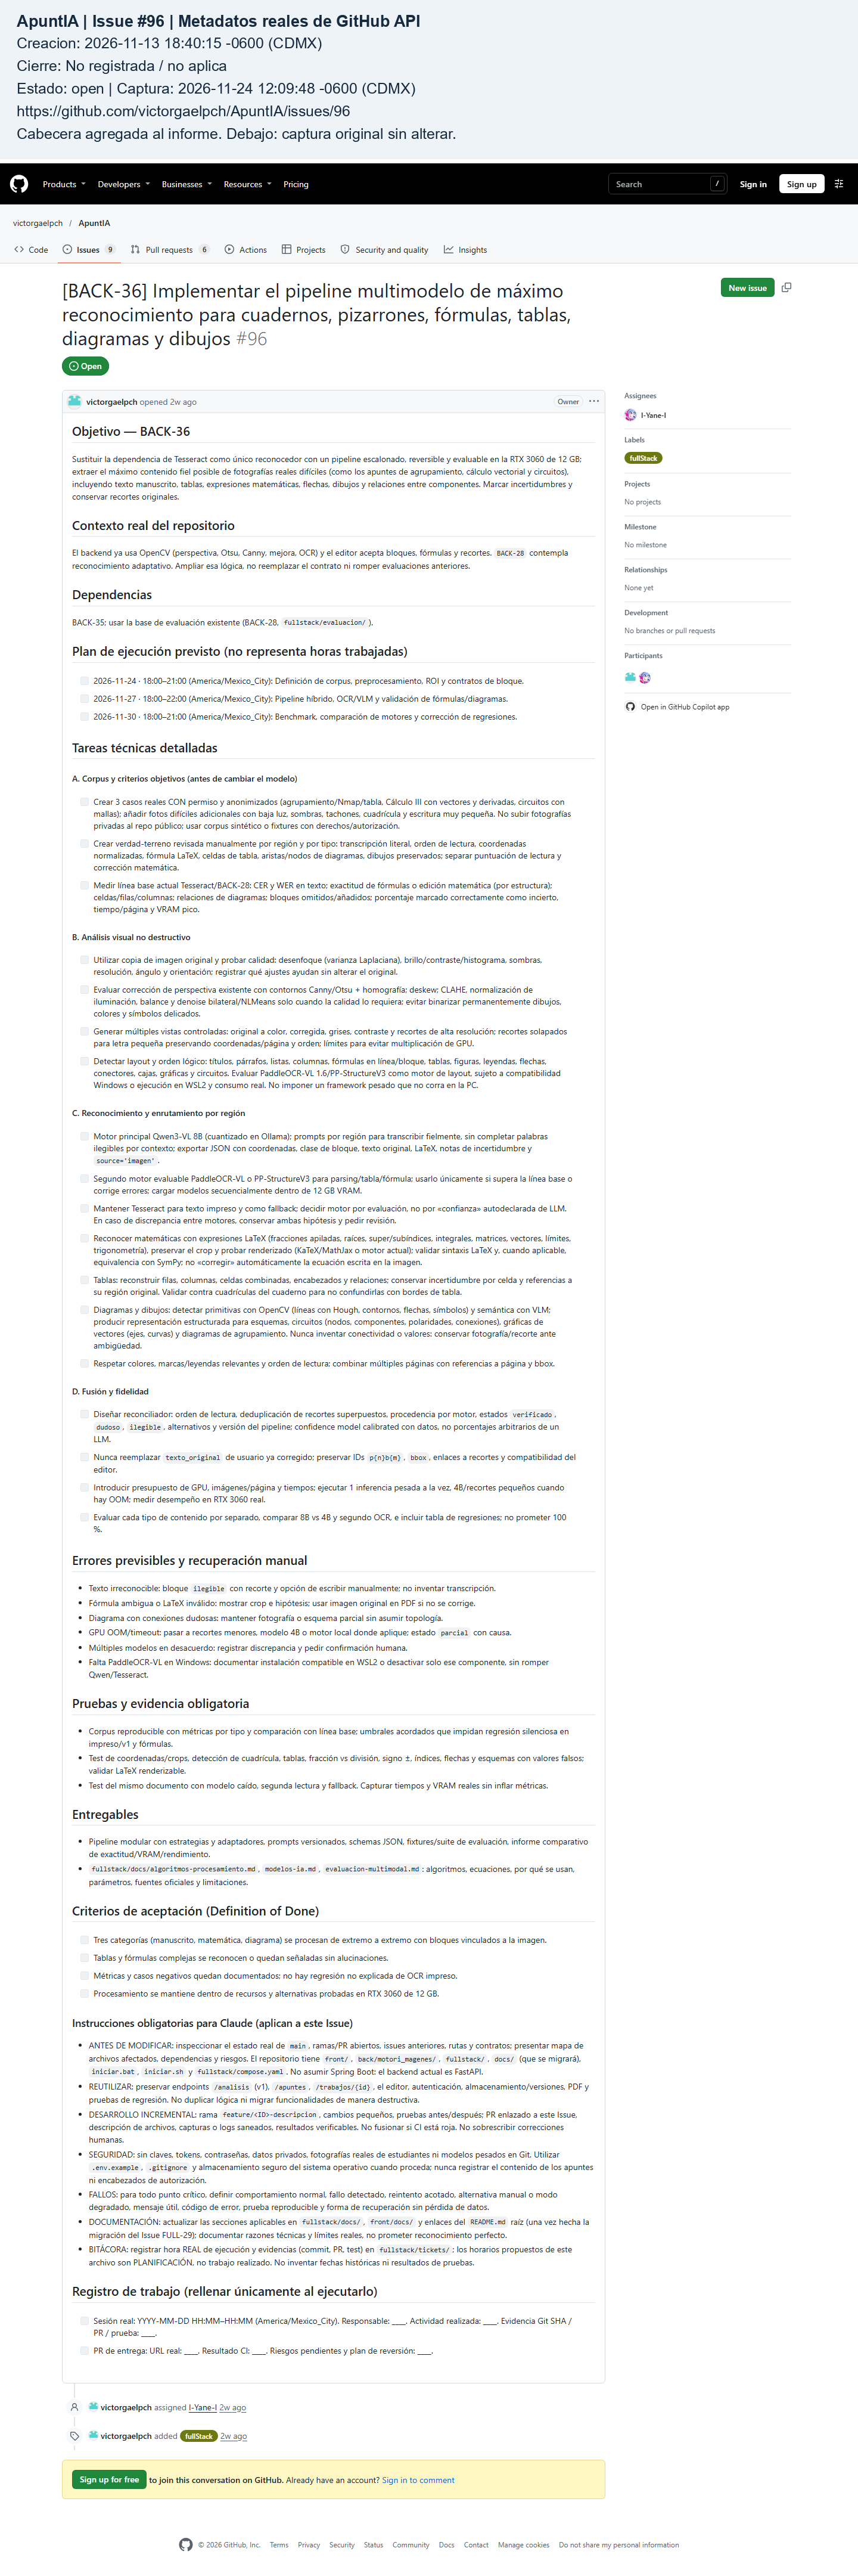 ApuntIA | Issue #96 | Metadatos reales de GitHub API
Creacion: 2026-11-13 18:40:15 -0600 (CDMX)
Cierre: No registrada / no aplica
Estado: open | Captura: 2026-11-24 12:09:48 -0600 (CDMX)
https://github.com/victorgaelpch/ApuntIA/issues/96
Cabecera agregada al informe. Debajo: captura original sin alterar.
Products Developers Businesses Resources Pricing Search / Sign in Sign up
victorgaelpch / ApuntIA
Code Issues 9 Pull requests 6 Actions Projects Security and quality Insights
[BACK-36] Implementar el pipeline multimodelo de máximo
reconocimiento para cuadernos, pizarrones, fórmulas, tablas,
diagramas y dibujos #96
New issue
Open
victorgaelpch opened 2w ago Owner
Objetivo — BACK-36
Sustituir la dependencia de Tesseract como único reconocedor con un pipeline escalonado, reversible y evaluable en la RTX 3060 de 12 GB;
extraer el máximo contenido fiel posible de fotografías reales difíciles (como los apuntes de agrupamiento, cálculo vectorial y circuitos),
incluyendo texto manuscrito, tablas, expresiones matemáticas, flechas, dibujos y relaciones entre componentes. Marcar incertidumbres y
conservar recortes originales.
Contexto real del repositorio
El backend ya usa OpenCV (perspectiva, Otsu, Canny, mejora, OCR) y el editor acepta bloques, fórmulas y recortes. BACK-28 contempla
reconocimiento adaptativo. Ampliar esa lógica, no reemplazar el contrato ni romper evaluaciones anteriores.
Dependencias
BACK-35; usar la base de evaluación existente (BACK-28, fullstack/evaluacion/ ).
Plan de ejecución previsto (no representa horas trabajadas)
2026-11-24 · 18:00–21:00 (America/Mexico_City): Definición de corpus, preprocesamiento, ROI y contratos de bloque.
2026-11-27 · 18:00–22:00 (America/Mexico_City): Pipeline híbrido, OCR/VLM y validación de fórmulas/diagramas.
2026-11-30 · 18:00–21:00 (America/Mexico_City): Benchmark, comparación de motores y corrección de regresiones.
Tareas técnicas detalladas
A. Corpus y criterios objetivos (antes de cambiar el modelo)
Crear 3 casos reales CON permiso y anonimizados (agrupamiento/Nmap/tabla, Cálculo III con vectores y derivadas, circuitos con
mallas); añadir fotos difíciles adicionales con baja luz, sombras, tachones, cuadrícula y escritura muy pequeña. No subir fotografías
privadas al repo público; usar corpus sintético o fixtures con derechos/autorización.
Crear verdad-terreno revisada manualmente por región y por tipo: transcripción literal, orden de lectura, coordenadas
normalizadas, fórmula LaTeX, celdas de tabla, aristas/nodos de diagramas, dibujos preservados; separar puntuación de lectura y
corrección matemática.
Medir línea base actual Tesseract/BACK-28: CER y WER en texto; exactitud de fórmulas o edición matemática (por estructura);
celdas/filas/columnas; relaciones de diagramas; bloques omitidos/añadidos; porcentaje marcado correctamente como incierto,
tiempo/página y VRAM pico.
B. Análisis visual no destructivo
Utilizar copia de imagen original y probar calidad: desenfoque (varianza Laplaciana), brillo/contraste/histograma, sombras,
resolución, ángulo y orientación; registrar qué ajustes ayudan sin alterar el original.
Evaluar corrección de perspectiva existente con contornos Canny/Otsu + homografía; deskew; CLAHE, normalización de
iluminación, balance y denoise bilateral/NLMeans solo cuando la calidad lo requiera; evitar binarizar permanentemente dibujos,
colores y símbolos delicados.
Generar múltiples vistas controladas: original a color, corregida, grises, contraste y recortes de alta resolución; recortes solapados
para letra pequeña preservando coordenadas/página y orden; límites para evitar multiplicación de GPU.
Detectar layout y orden lógico: títulos, párrafos, listas, columnas, fórmulas en línea/bloque, tablas, figuras, leyendas, flechas,
conectores, cajas, gráficas y circuitos. Evaluar PaddleOCR-VL 1.6/PP-StructureV3 como motor de layout, sujeto a compatibilidad
Windows o ejecución en WSL2 y consumo real. No imponer un framework pesado que no corra en la PC.
C. Reconocimiento y enrutamiento por región
Motor principal Qwen3-VL 8B (cuantizado en Ollama); prompts por región para transcribir fielmente, sin completar palabras
ilegibles por contexto; exportar JSON con coordenadas, clase de bloque, texto original, LaTeX, notas de incertidumbre y
source='imagen' .
Segundo motor evaluable PaddleOCR-VL o PP-StructureV3 para parsing/tabla/fórmula; usarlo únicamente si supera la línea base o
corrige errores; cargar modelos secuencialmente dentro de 12 GB VRAM.
Mantener Tesseract para texto impreso y como fallback; decidir motor por evaluación, no por «confianza» autodeclarada de LLM.
En caso de discrepancia entre motores, conservar ambas hipótesis y pedir revisión.
Reconocer matemáticas con expresiones LaTeX (fracciones apiladas, raíces, super/subíndices, integrales, matrices, vectores, límites,
trigonometría), preservar el crop y probar renderizado (KaTeX/MathJax o motor actual); validar sintaxis LaTeX y, cuando aplicable,
equivalencia con SymPy; no «corregir» automáticamente la ecuación escrita en la imagen.
Tablas: reconstruir filas, columnas, celdas combinadas, encabezados y relaciones; conservar incertidumbre por celda y referencias a
su región original. Validar contra cuadrículas del cuaderno para no confundirlas con bordes de tabla.
Diagramas y dibujos: detectar primitivas con OpenCV (líneas con Hough, contornos, flechas, símbolos) y semántica con VLM;
producir representación estructurada para esquemas, circuitos (nodos, componentes, polaridades, conexiones), gráficas de
vectores (ejes, curvas) y diagramas de agrupamiento. Nunca inventar conectividad o valores; conservar fotografía/recorte ante
ambigüedad.
Respetar colores, marcas/leyendas relevantes y orden de lectura; combinar múltiples páginas con referencias a página y bbox.
D. Fusión y fidelidad
Diseñar reconciliador: orden de lectura, deduplicación de recortes superpuestos, procedencia por motor, estados verificado ,
dudoso , ilegible , alternativos y versión del pipeline; confidence model calibrated con datos, no porcentajes arbitrarios de un
LLM.
Nunca reemplazar texto_original de usuario ya corregido; preservar IDs p{n}b{m} , bbox , enlaces a recortes y compatibilidad del
editor.
Introducir presupuesto de GPU, imágenes/página y tiempos; ejecutar 1 inferencia pesada a la vez, 4B/recortes pequeños cuando
hay OOM; medir desempeño en RTX 3060 real.
Evaluar cada tipo de contenido por separado, comparar 8B vs 4B y segundo OCR, e incluir tabla de regresiones; no prometer 100
%.
Errores previsibles y recuperación manual
Texto irreconocible: bloque ilegible con recorte y opción de escribir manualmente; no inventar transcripción.
Fórmula ambigua o LaTeX inválido: mostrar crop e hipótesis; usar imagen original en PDF si no se corrige.
Diagrama con conexiones dudosas: mantener fotografía o esquema parcial sin asumir topología.
GPU OOM/timeout: pasar a recortes menores, modelo 4B o motor local donde aplique; estado parcial con causa.
Múltiples modelos en desacuerdo: registrar discrepancia y pedir confirmación humana.
Falta PaddleOCR-VL en Windows: documentar instalación compatible en WSL2 o desactivar solo ese componente, sin romper
Qwen/Tesseract.
Pruebas y evidencia obligatoria
Corpus reproducible con métricas por tipo y comparación con línea base; umbrales acordados que impidan regresión silenciosa en
impreso/v1 y fórmulas.
Test de coordenadas/crops, detección de cuadrícula, tablas, fracción vs división, signo ±, índices, flechas y esquemas con valores falsos;
validar LaTeX renderizable.
Test del mismo documento con modelo caído, segunda lectura y fallback. Capturar tiempos y VRAM reales sin inflar métricas.
Entregables
Pipeline modular con estrategias y adaptadores, prompts versionados, schemas JSON, fixtures/suite de evaluación, informe comparativo
de exactitud/VRAM/rendimiento.
fullstack/docs/algoritmos-procesamiento.md , modelos-ia.md , evaluacion-multimodal.md : algoritmos, ecuaciones, por qué se usan,
parámetros, fuentes oficiales y limitaciones.
Criterios de aceptación (Definition of Done)
Tres categorías (manuscrito, matemática, diagrama) se procesan de extremo a extremo con bloques vinculados a la imagen.
Tablas y fórmulas complejas se reconocen o quedan señaladas sin alucinaciones.
Métricas y casos negativos quedan documentados; no hay regresión no explicada de OCR impreso.
Procesamiento se mantiene dentro de recursos y alternativas probadas en RTX 3060 de 12 GB.
Instrucciones obligatorias para Claude (aplican a este Issue)
ANTES DE MODIFICAR: inspeccionar el estado real de main , ramas/PR abiertos, issues anteriores, rutas y contratos; presentar mapa de
archivos afectados, dependencias y riesgos. El repositorio tiene front/ , back/motori_magenes/ , fullstack/ , docs/ (que se migrará),
iniciar.bat , iniciar.sh y fullstack/compose.yaml . No asumir Spring Boot: el backend actual es FastAPI.
REUTILIZAR: preservar endpoints /analisis (v1), /apuntes , /trabajos/{id} , el editor, autenticación, almacenamiento/versiones, PDF y
pruebas de regresión. No duplicar lógica ni migrar funcionalidades de manera destructiva.
DESARROLLO INCREMENTAL: rama feature/<ID>-descripcion , cambios pequeños, pruebas antes/después; PR enlazado a este Issue,
descripción de archivos, capturas o logs saneados, resultados verificables. No fusionar si CI está roja. No sobrescribir correcciones
humanas.
SEGURIDAD: sin claves, tokens, contraseñas, datos privados, fotografías reales de estudiantes ni modelos pesados en Git. Utilizar
.env.example , .gitignore y almacenamiento seguro del sistema operativo cuando proceda; nunca registrar el contenido de los apuntes
ni encabezados de autorización.
FALLOS: para todo punto crítico, definir comportamiento normal, fallo detectado, reintento acotado, alternativa manual o modo
degradado, mensaje útil, código de error, prueba reproducible y forma de recuperación sin pérdida de datos.
DOCUMENTACIÓN: actualizar las secciones aplicables en fullstack/docs/ , front/docs/ y enlaces del README.md raíz (una vez hecha la
migración del Issue FULL-29); documentar razones técnicas y límites reales, no prometer reconocimiento perfecto.
BITÁCORA: registrar hora REAL de ejecución y evidencias (commit, PR, test) en fullstack/tickets/ ; los horarios propuestos de este
archivo son PLANIFICACIÓN, no trabajo realizado. No inventar fechas históricas ni resultados de pruebas.
Registro de trabajo (rellenar únicamente al ejecutarlo)
Sesión real: YYYY-MM-DD HH:MM–HH:MM (America/Mexico_City). Responsable: ____. Actividad realizada: ____. Evidencia Git SHA /
PR / prueba: ____.
PR de entrega: URL real: ____. Resultado CI: ____. Riesgos pendientes y plan de reversión: ____.
Assignees
I-Yane-I
Labels
fullStack
Projects
No projects
Milestone
No milestone
Relationships
None yet
Development
No branches or pull requests
Participants
Open in GitHub Copilot app
victorgaelpch assigned I-Yane-I 2w ago
victorgaelpch added fullStack 2w ago
Sign up for free to join this conversation on GitHub. Already have an account? Sign in to comment
© 2026 GitHub, Inc. Terms Privacy Security Status Community Docs Contact Manage cookies Do not share my personal information